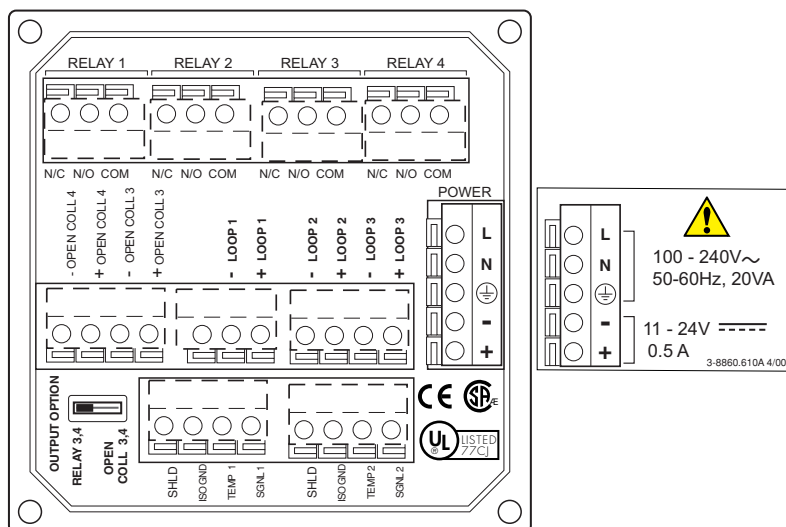 RELAY 1 RELAY 2 RELAY 3 RELAY 4
N/C N/O COM N/C N/O COM N/C N/O COM N/C N/O COM
- OPEN COLL 4
+ OPEN COLL 4
- OPEN COLL 3
+ OPEN COLL 3
- LOOP 1
+ LOOP 1
- LOOP 2
+ LOOP 2
- LOOP 3
+ LOOP 3
POWER
L
N
-
+
L
N
-
+
100 - 240V~
50-60Hz, 20VA
11 - 24V
0.5 A
3-8860.610A 4/00
OUTPUT OPTION
RELAY 3,4
OPEN
COLL 3,4
SHLD
ISO GND
TEMP 1
SGNL 1
SHLD
ISO GND
TEMP 2
SGNL 2
CE SA
UL ® LISTED
77CJ